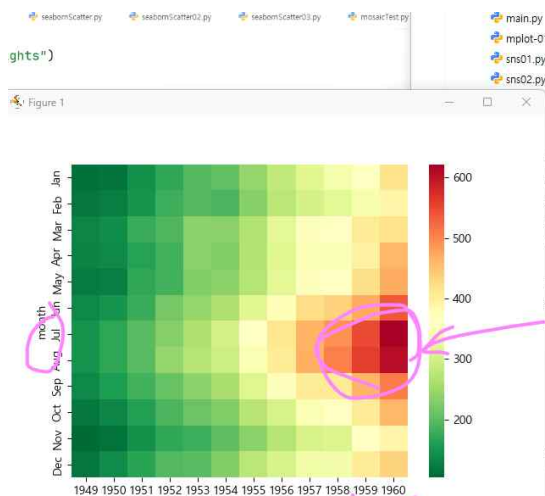 seabornScatter.py seabornScatter02.py seabornScatter03.py mosaicTest.py
main.py
mplot-0
ghts")
sns01.py
sns02.py
Figure 1
Jan
Feb
Mar
Apr
May
Jun
Jul
Aug
Sep
Oct
Nov
Dec
month
600
500
400
300
200
1949 1950 1951 1952 1953 1954 1955 1956 1957 1958 1959 1960